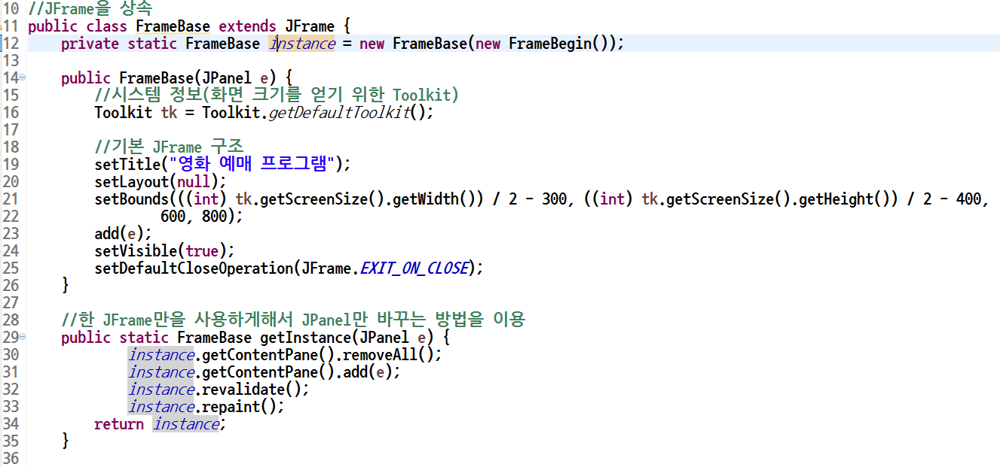 10 //JFrame을 상속
11 public class FrameBase extends JFrame {
12 private static FrameBase instance = new FrameBase(new FrameBegin());
13
14 public FrameBase(JPanel e) {
15 //시스템 정보(화면 크기를 얻기 위한 Toolkit)
16 Toolkit tk = Toolkit.getDefaultToolkit();
17
18 //기본 JFrame 구조
19 setTitle("영화 예매 프로그램");
20 setLayout(null);
21 setBounds(((int) tk.getScreenSize().getWidth()) / 2 - 300, ((int) tk.getScreenSize().getHeight()) / 2 - 400,
22 600, 800);
23 add(e);
24 setVisible(true);
25 setDefaultCloseOperation(JFrame.EXIT_ON_CLOSE);
26 }
27
28 //한 JFrame만을 사용하게해서 JPanel만 바꾸는 방법을 이용
29 public static FrameBase getInstance(JPanel e) {
30 instance.getContentPane().removeAll();
31 instance.getContentPane().add(e);
32 instance.revalidate();
33 instance.repaint();
34 return instance;
35 }
36